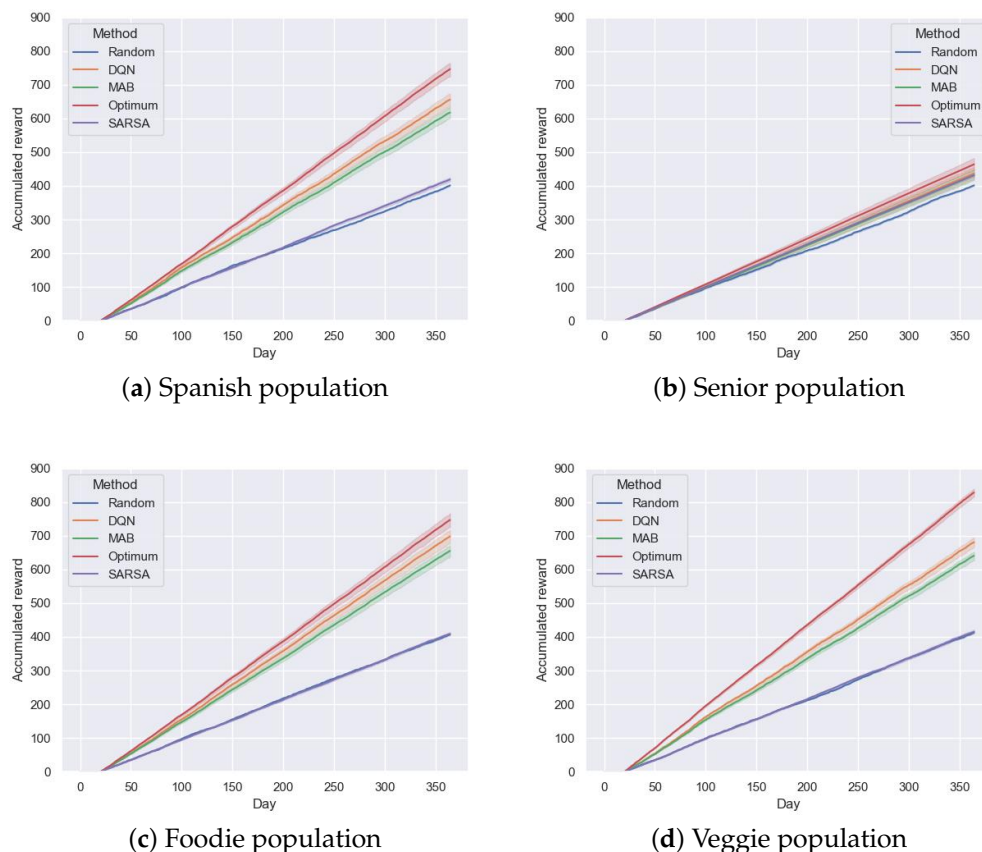 900
800
700
600
500
400
300
200
100
0
Accumulated reward
Method
Random
DQN
MAB
Optimum
SARSA
0 50 100 150 200 250 300 350
Day
(a) Spanish population
900
800
700
600
500
400
300
200
100
0
Accumulated reward
Method
Random
DQN
MAB
Optimum
SARSA
0 50 100 150 200 250 300 350
Day
(b) Senior population
900
800
700
600
500
400
300
200
100
0
Accumulated reward
Method
Random
DQN
MAB
Optimum
SARSA
0 50 100 150 200 250 300 350
Day
(c) Foodie population
900
800
700
600
500
400
300
200
100
0
Accumulated reward
Method
Random
DQN
MAB
Optimum
SARSA
0 50 100 150 200 250 300 350
Day
(d) Veggie population